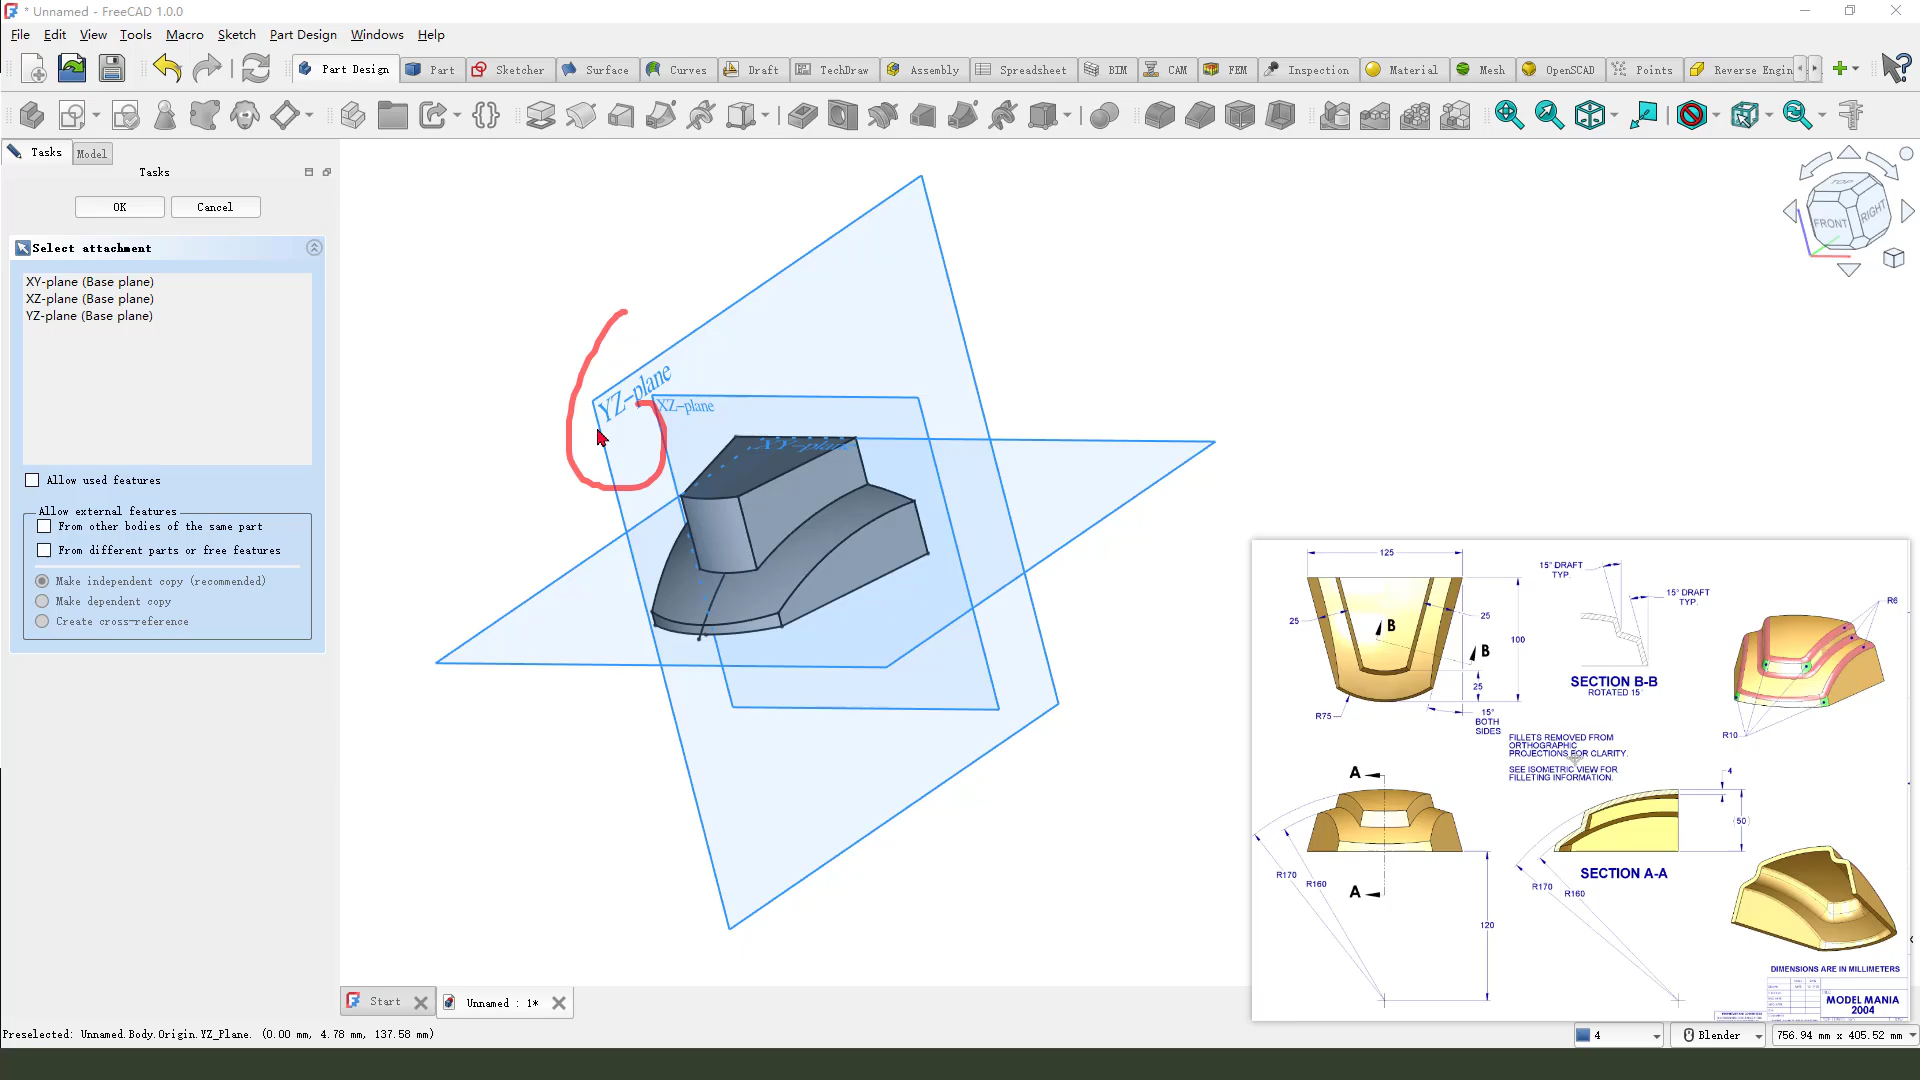 * Unnamed - FreeCAD 1.0.0
File Edit View Tools Macro Sketch Part Design Windows Help
Part Design Part Sketcher Surface Curves Draft TechDraw Assembly Spreadsheet BIM CAM FEM Inspection Material Mesh OpenSCAD Points Reverse Engin
Tasks Model
Tasks
OK Cancel
Select attachment
XY-plane (Base plane)
XZ-plane (Base plane)
YZ-plane (Base plane)
Allow used features
Allow external features
From other bodies of the same part
From different parts or free features
Make independent copy (recommended)
Make dependent copy
Create cross-reference
YZ-plane
XZ-plane
XY-plane
TOP
FRONT
RIGHT
125
25
25
B
B
100
25
R75
15°
BOTH
SIDES
15° DRAFT
TYP.
15° DRAFT
TYP.
SECTION B-B
ROTATED 15°
R6
R10
FILLETS REMOVED FROM
ORTHOGRAPHIC
PROJECTIONS FOR CLARITY.
SEE ISOMETRIC VIEW FOR
FILLETING INFORMATION.
A
A
R170
R160
120
4
(50)
SECTION A-A
R170
R160
DIMENSIONS ARE IN MILLIMETERS
MODEL MANIA
2004
Start Unnamed : 1*
Preselected: Unnamed.Body.Origin.YZ_Plane. (0.00 mm, 4.78 mm, 137.58 mm)
4 Blender 756.94 mm x 405.52 mm